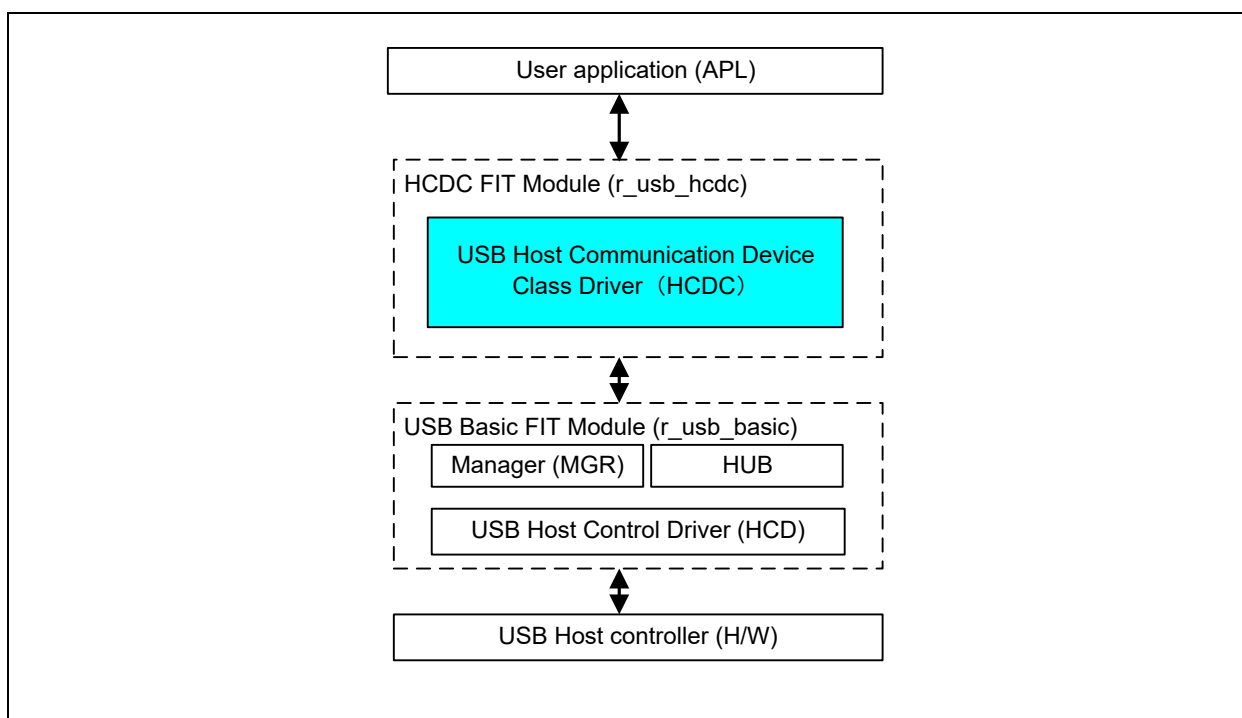 User application (APL)
HCDC FIT Module (r_usb_hcdc)
USB Host Communication Device
Class Driver（HCDC）
USB Basic FIT Module (r_usb_basic)
Manager (MGR)
HUB
USB Host Control Driver (HCD)
USB Host controller (H/W)